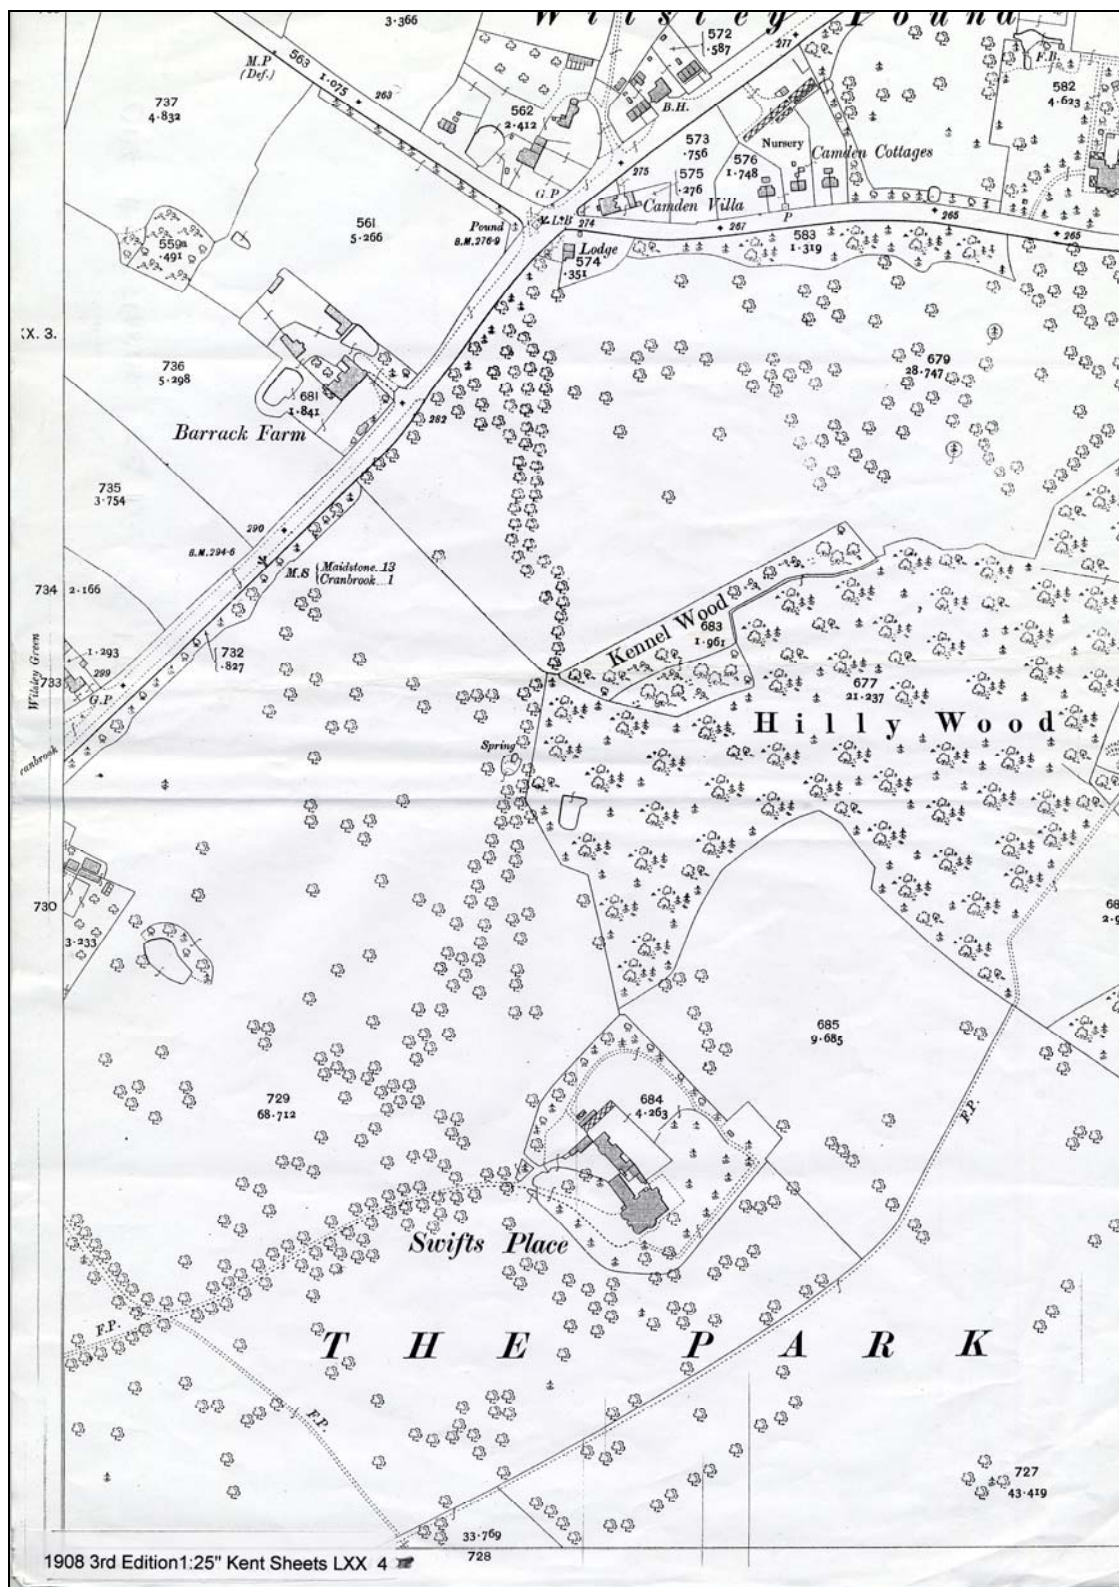 Wilsley Pound
3·366
572
·587
277
M.P
(Def.)
563
1·075
263
F.B.
582
4·623
737
4·832
562
2·412
B.H.
573
·756
Nursery
576
1·748
Camden Cottages
275
575
·276
G.P
Camden Villa
P
265
561
5·266
Pound
B.M.276·9
274
267
583
1·319
265
559a
·491
Lodge
574
·351
XX. 3.
736
5·298
679
28·747
681
1·841
282
Barrack Farm
735
3·754
290
B.M.294·6
M.S
Maidstone..13
Cranbrook...1
734
2·166
Kennel Wood
683
1·961
Wilsley Green
732
·827
1·293
299
733
G.P
677
21·237
Hilly Wood
Spring
ranbrook
730
3·233
685
9·685
729
68·712
684
4·263
F.P.
Swifts Place
F.P.
THE PARK
F.P.
727
43·419
33·769
728
1908 3rd Edition1:25" Kent Sheets LXX 4